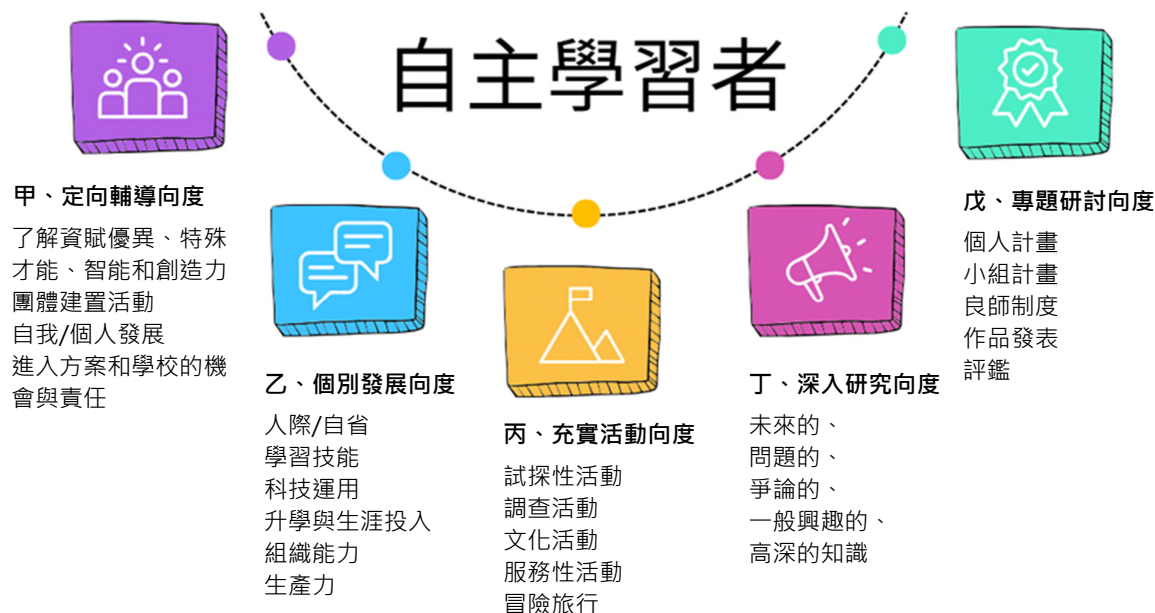 自主學習者
甲、定向輔導向度
了解資賦優異、特殊
才能、智能和創造力
團體建置活動
自我/個人發展
進入方案和學校的機
會與責任
乙、個別發展向度
人際/自省
學習技能
科技運用
升學與生涯投入
組織能力
生產力
丙、充實活動向度
試探性活動
調查活動
文化活動
服務性活動
冒險旅行
丁、深入研究向度
未來的、
問題的、
爭論的、
一般興趣的、
高深的知識
戊、專題研討向度
個人計畫
小組計畫
良師制度
作品發表
評鑑